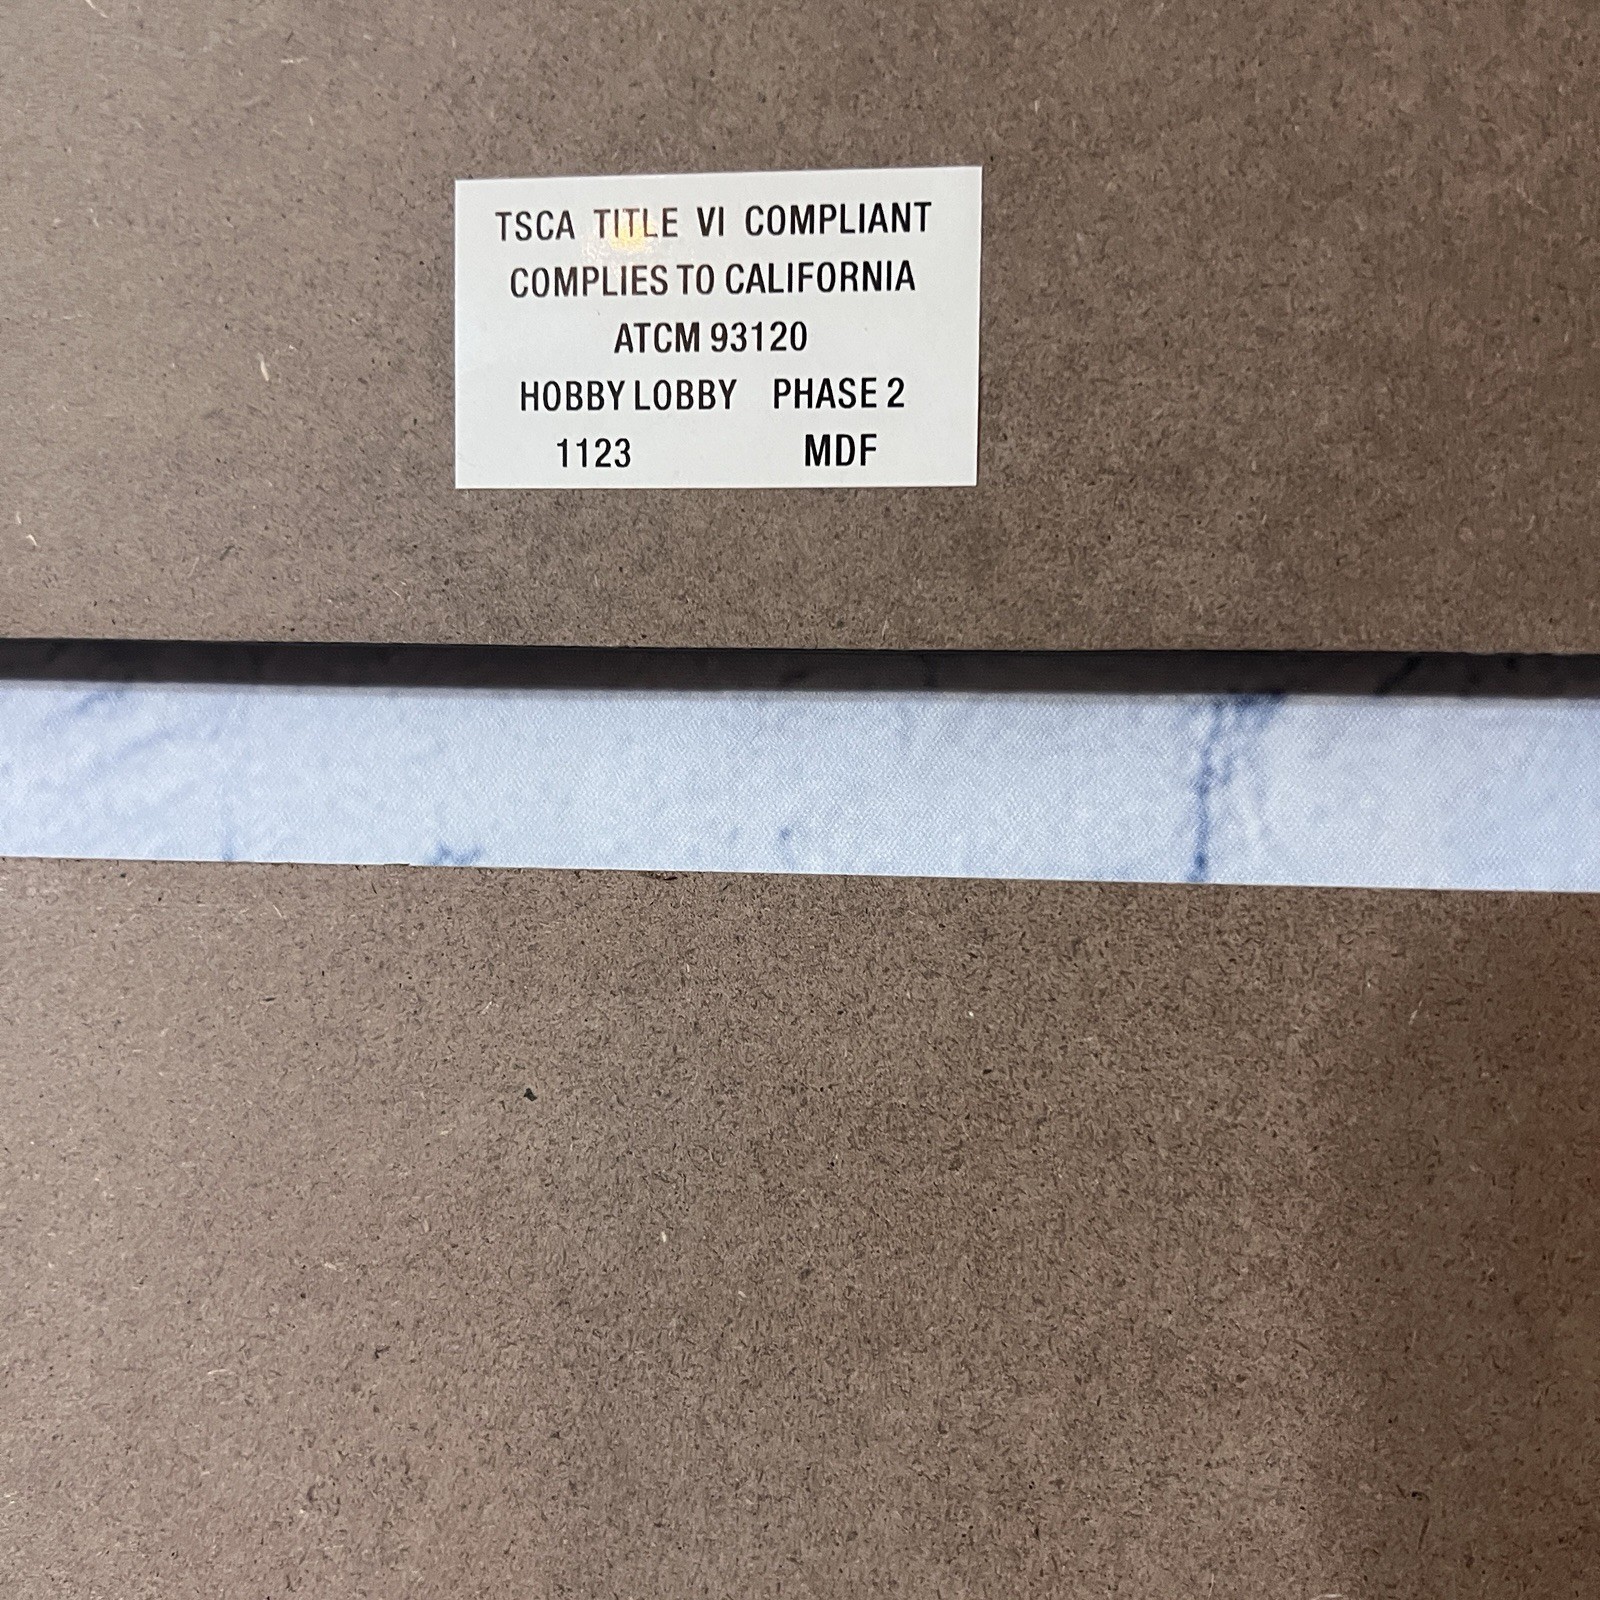 TSCA TITLE VI COMPLIANT
COMPLIES TO CALIFORNIA
ATCM 93120
HOBBY LOBBY PHASE 2
1123 MDF